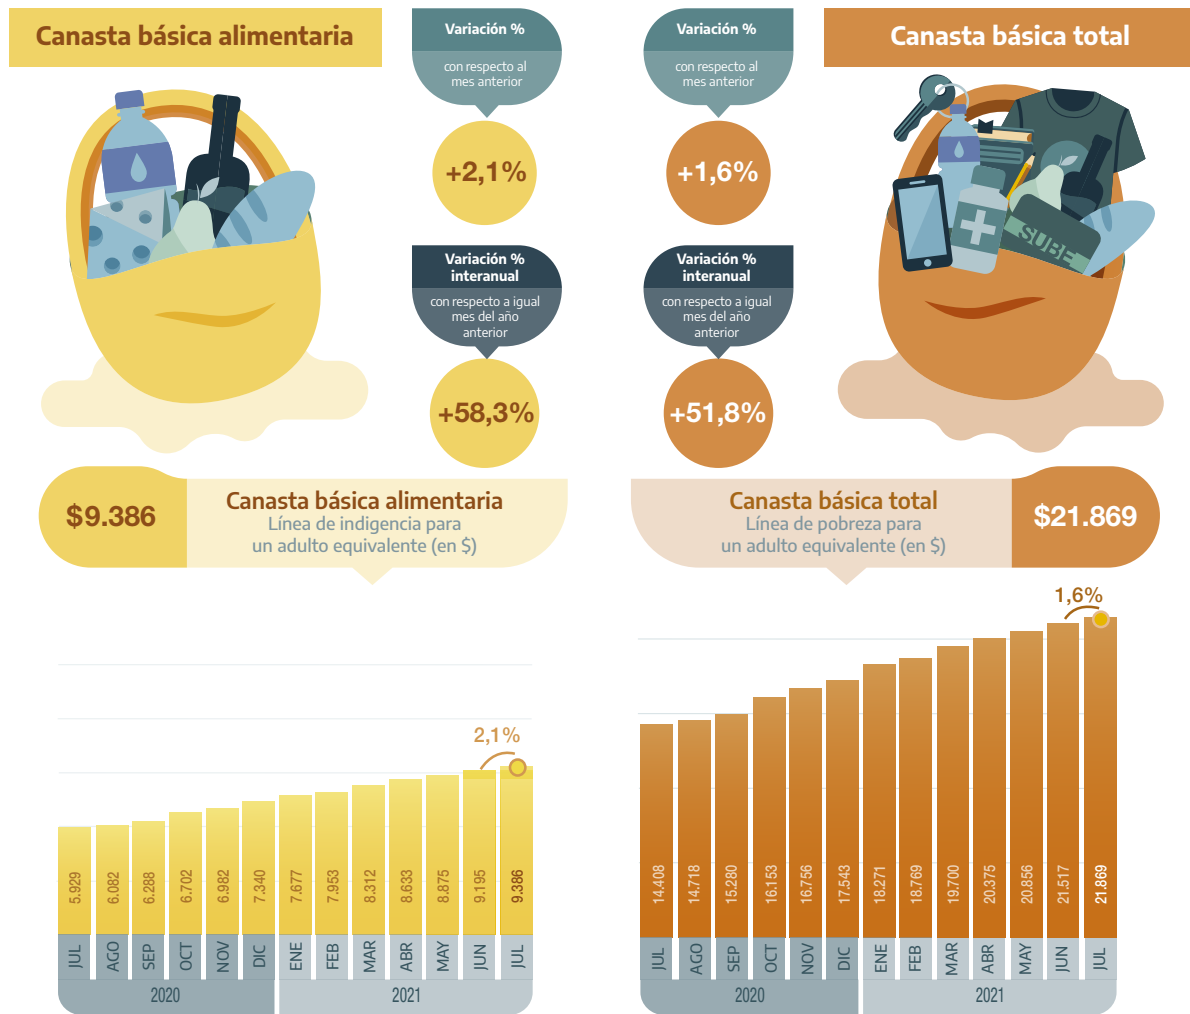 Canasta básica alimentaria
Variación %
con respecto al
mes anterior
+2,1%
Variación %
interanual
con respecto a igual
mes del año
anterior
+58,3%
Variación %
con respecto al
mes anterior
+1,6%
Variación %
interanual
con respecto a igual
mes del año
anterior
+51,8%
Canasta básica total
SUBE
$9.386
Canasta básica alimentaria
Línea de indigencia para
un adulto equivalente (en $)
2,1%
5.929
6.082
6.288
6.702
6.982
7.340
7.677
7.953
8.312
8.633
8.875
9.195
9.386
JUL
AGO
SEP
OCT
NOV
DIC
ENE
FEB
MAR
ABR
MAY
JUN
JUL
2020
2021
Canasta básica total
Línea de pobreza para
un adulto equivalente (en $)
$21.869
1,6%
14.408
14.718
15.280
16.153
16.756
17.543
18.271
18.769
19.700
20.375
20.856
21.517
21.869
JUL
AGO
SEP
OCT
NOV
DIC
ENE
FEB
MAR
ABR
MAY
JUN
JUL
2020
2021